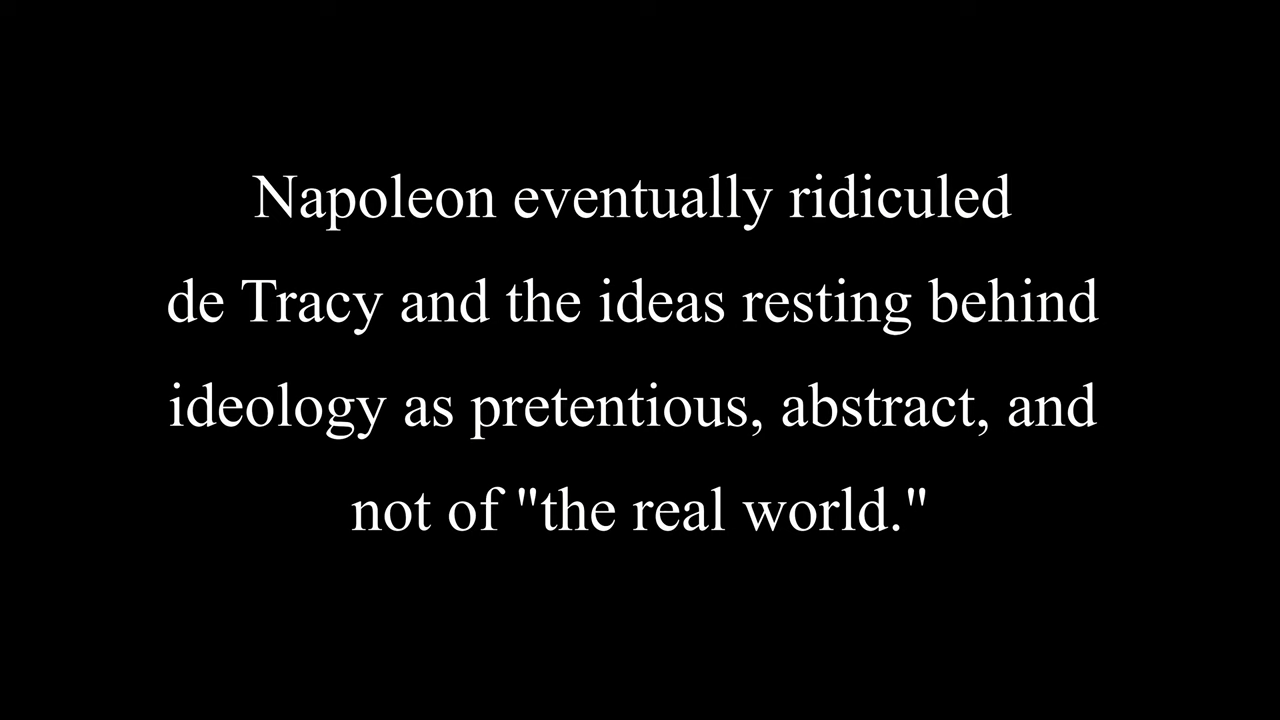 Napoleon eventually ridiculed
de Tracy and the ideas resting behind
ideology as pretentious, abstract, and
not of "the real world."